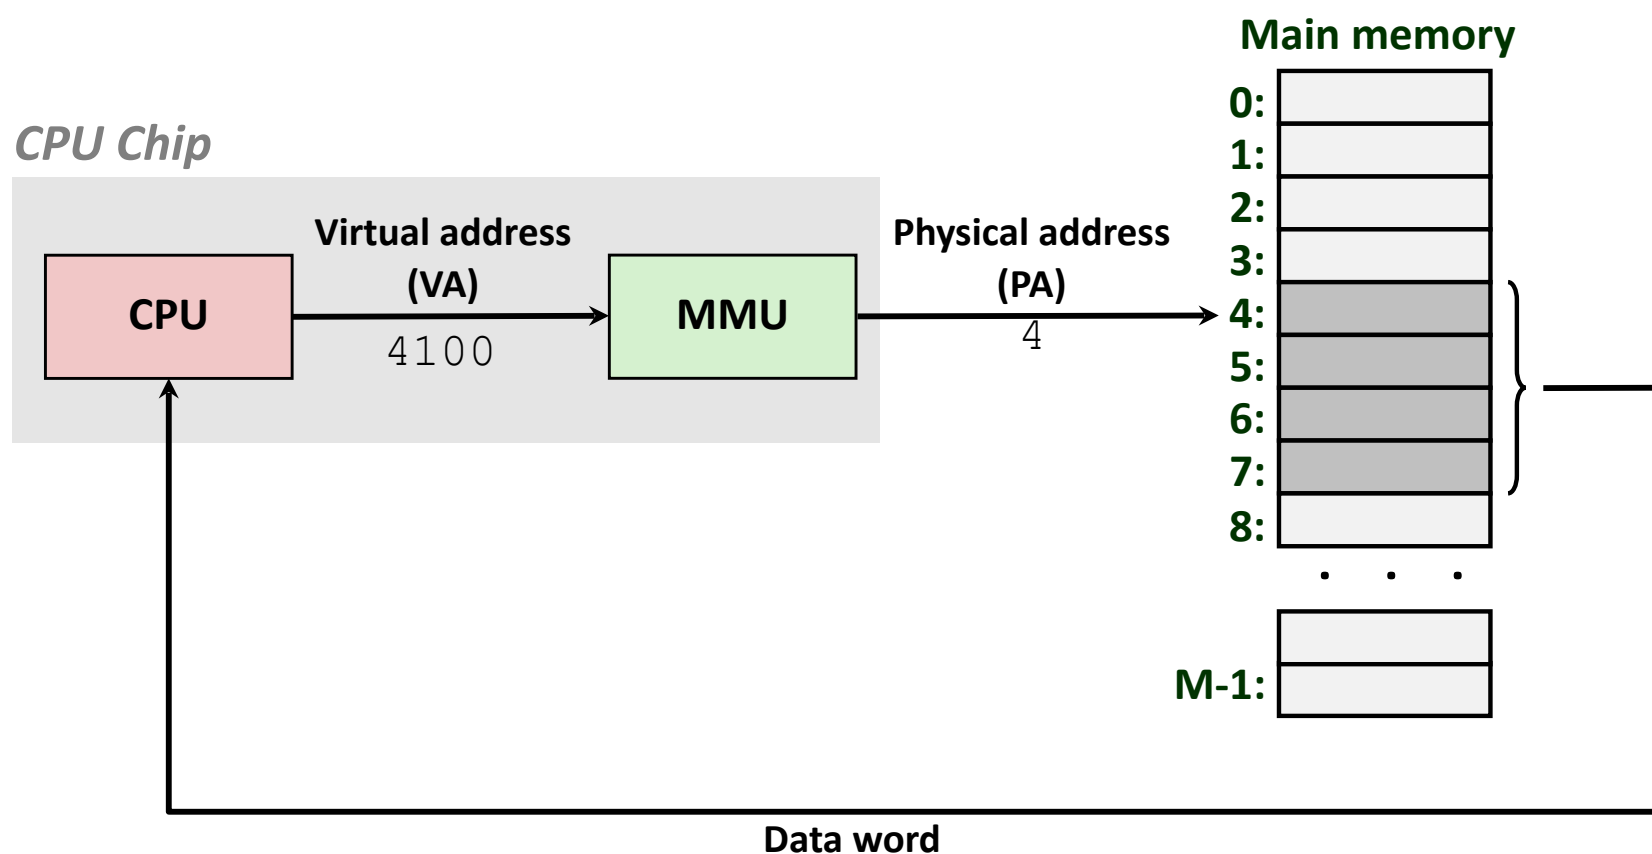 Main memory
CPU Chip
Virtual address
(VA)
4100
CPU
MMU
Physical address
(PA)
4
0:
1:
2:
3:
4:
5:
6:
7:
8:
. . .
M-1:
Data word